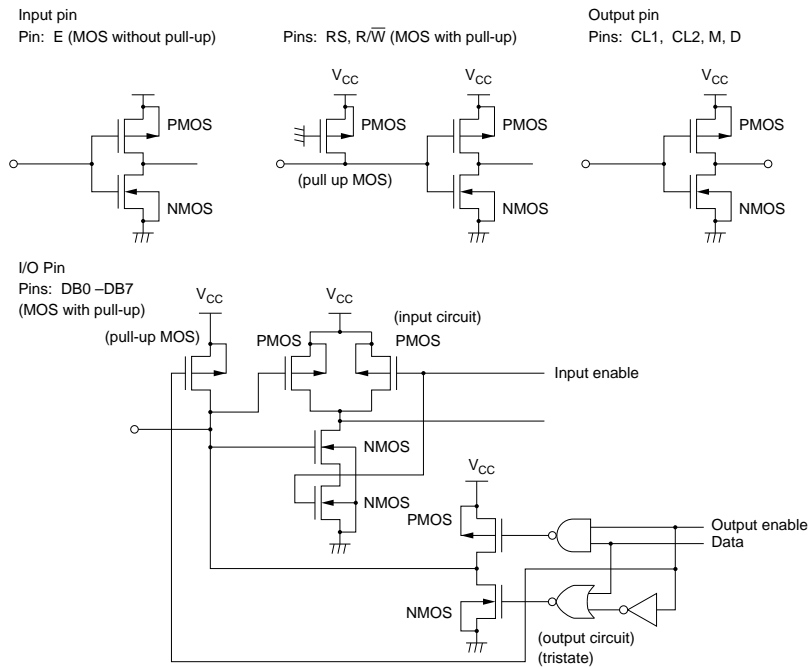 Input pin
Pin: E (MOS without pull-up)
Pins: RS, R/W̅ (MOS with pull-up)
Output pin
Pins: CL1, CL2, M, D
VCC
PMOS
NMOS
VCC
VCC
PMOS
PMOS
(pull up MOS)
NMOS
VCC
PMOS
NMOS
I/O Pin
Pins: DB0 –DB7
(MOS with pull-up)
VCC
(pull-up MOS)
VCC
(input circuit)
PMOS
PMOS
Input enable
NMOS
NMOS
VCC
PMOS
Output enable
Data
NMOS
(output circuit)
(tristate)